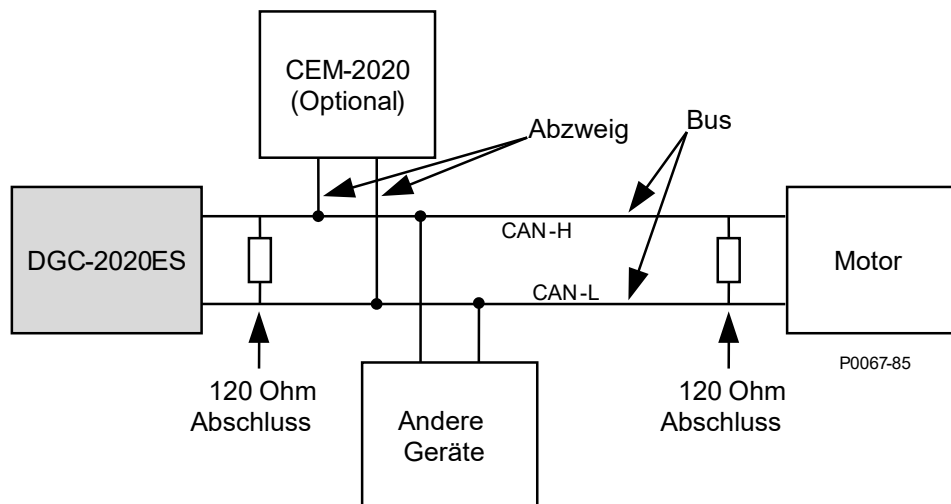 CEM-2020
(Optional)
Abzweig
Bus
DGC-2020ES
CAN-H
Motor
CAN-L
P0067-85
120 Ohm
Abschluss
Andere
Geräte
120 Ohm
Abschluss